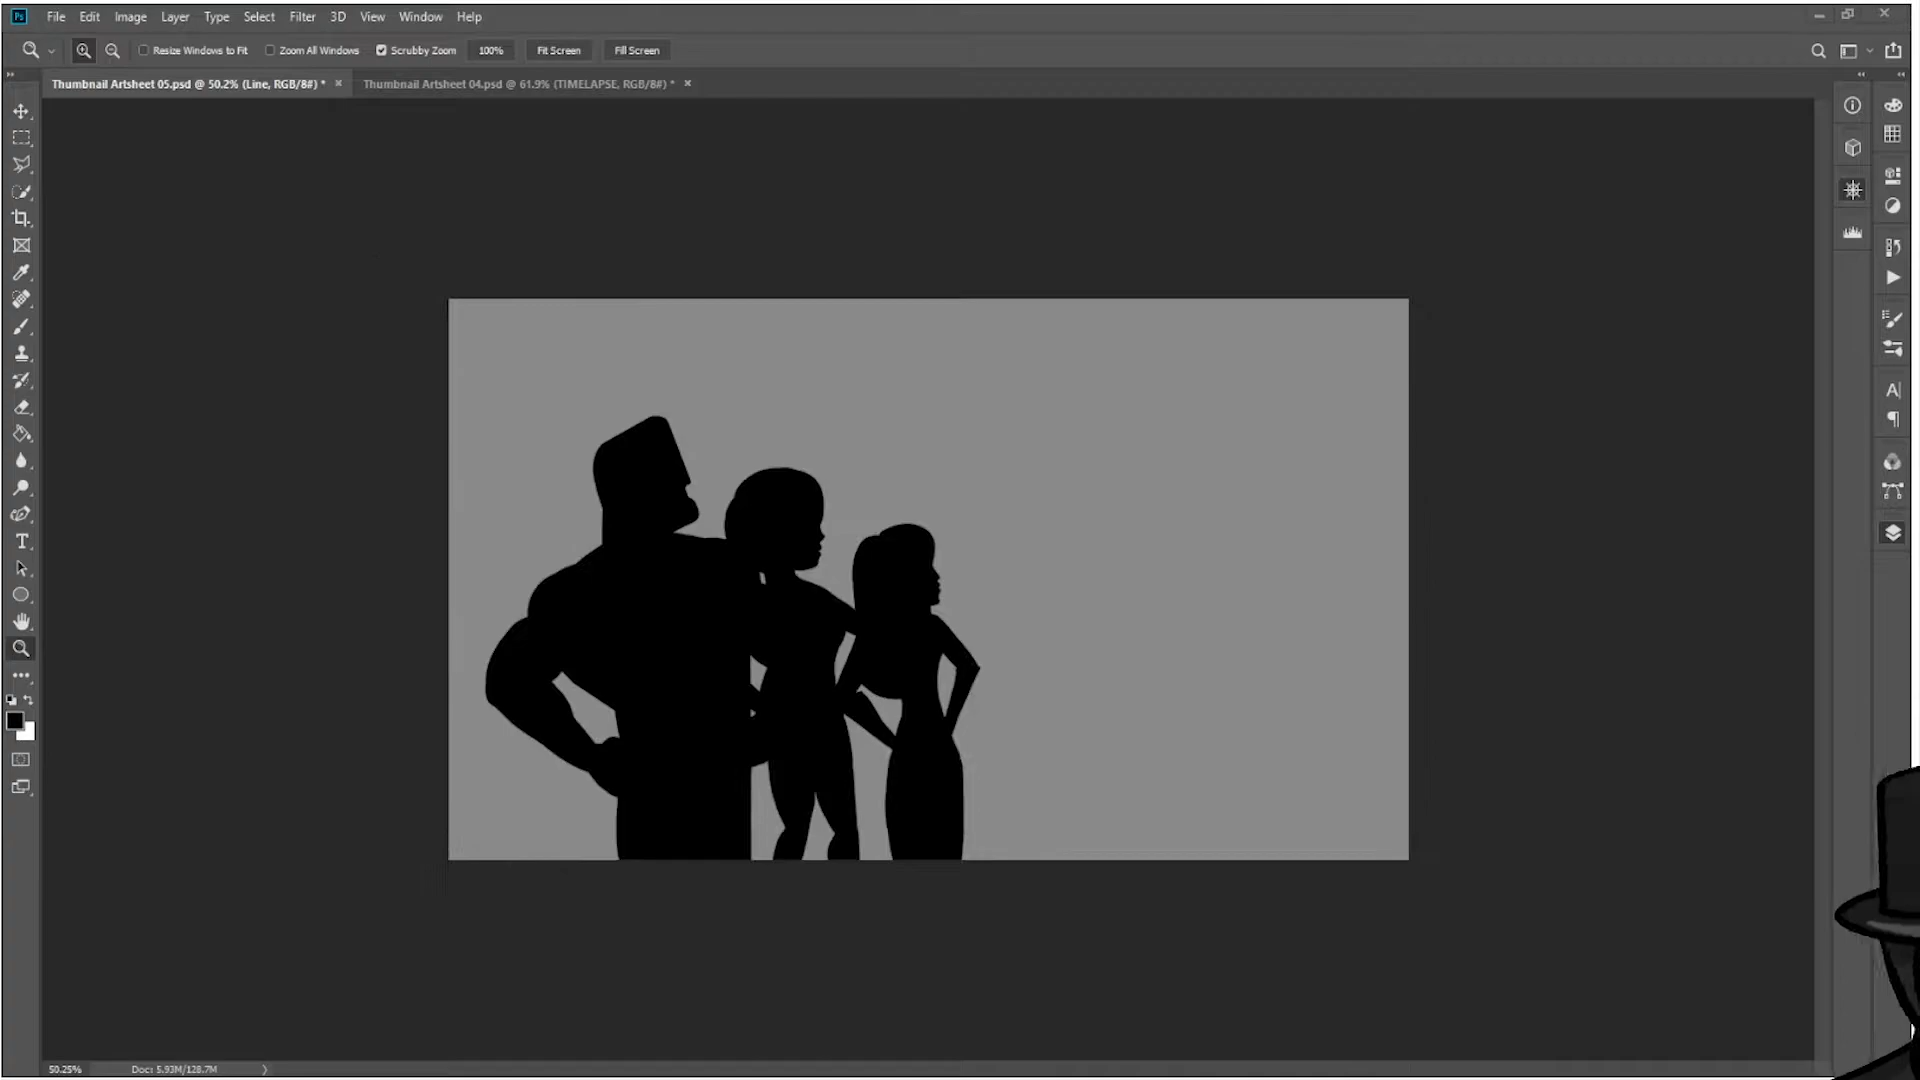 Ps File Edit Image Layer Type Select Filter 3D View Window Help
Resize Windows to Fit Zoom All Windows Scrubby Zoom 100% Fit Screen Fill Screen
Thumbnail Artsheet 05.psd @ 50.2% (Line, RGB/8#) * × Thumbnail Artsheet 04.psd @ 61.9% (TIMELAPSE, RGB/8#) * ×
50.25% Doc: 5.93M/128.7M